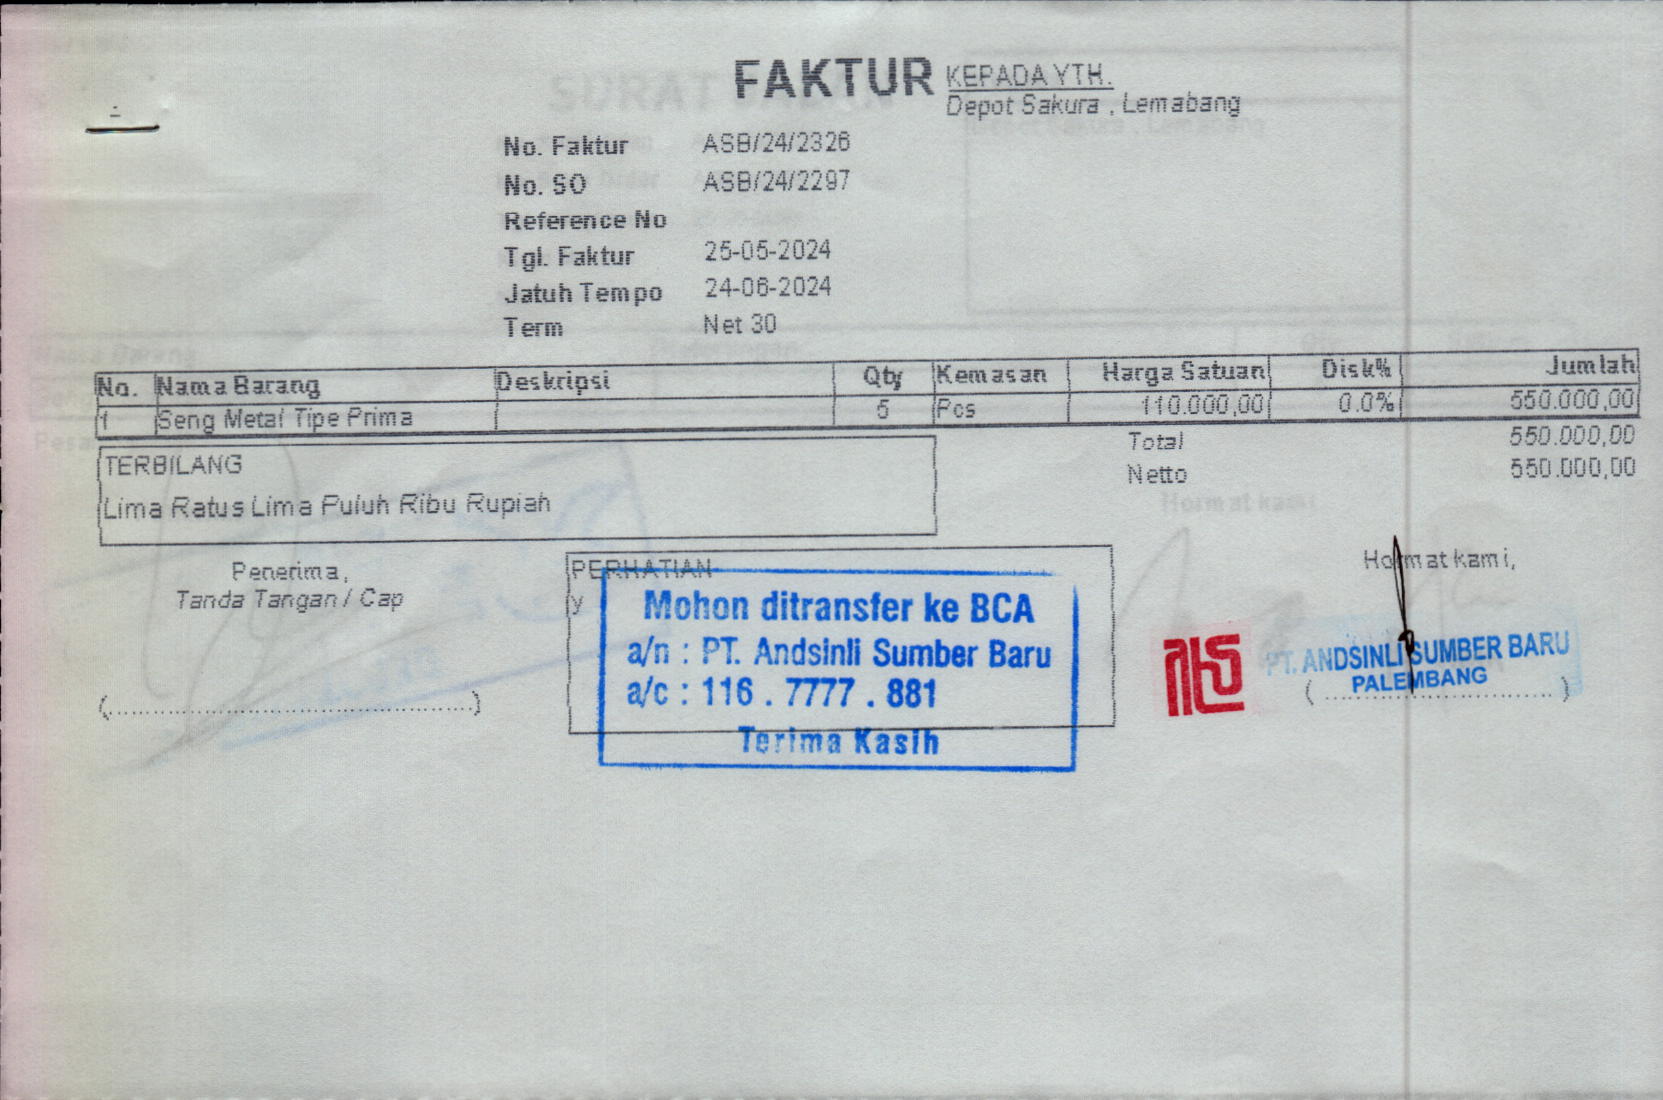 FAKTUR
KEPADA YTH.
Depot Sakura , Lemabang
No. Faktur ASB/24/2326
No. SO ASB/24/2297
Reference No
Tgl. Faktur 25-05-2024
Jatuh Tempo 24-06-2024
Term Net 30
No. Nama Barang Deskripsi Qty Kemasan Harga Satuan Disk% Jumlah
1 Seng Metal Tipe Prima 5 Pcs 110.000,00 0.0% 550.000,00
Total 550.000,00
Netto 550.000,00
TERBILANG
Lima Ratus Lima Puluh Ribu Rupiah
Penerima,
Tanda Tangan / Cap
(........................................................)
PERHATIAN
y
Mohon ditransfer ke BCA
a/n : PT. Andsinli Sumber Baru
a/c : 116 . 7777 . 881
Terima Kasih
Hormat kami,
PT. ANDSINLI SUMBER BARU
PALEMBANG
(....................................)